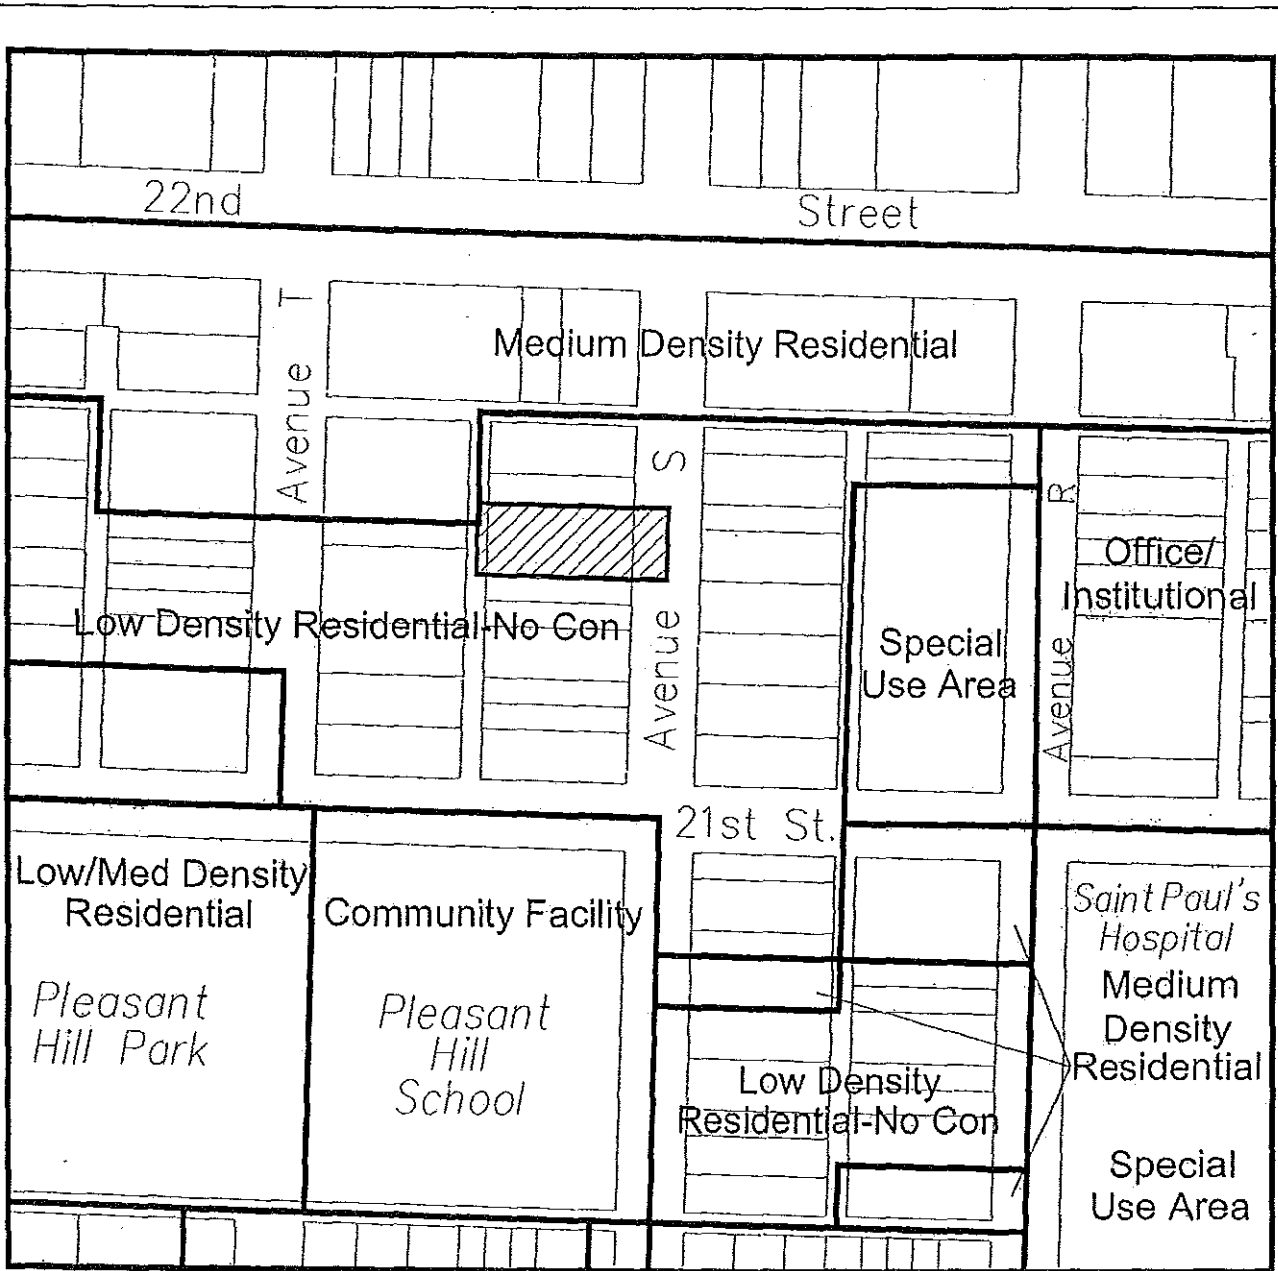 22nd Street
Medium Density Residential
Avenue T
Avenue S
Avenue R
Office/
Institutional
Low Density Residential-No Con
Special
Use Area
21st St.
Low/Med Density
Residential
Community Facility
Saint Paul's
Hospital
Medium
Density
Residential
Pleasant
Hill Park
Pleasant
Hill
School
Low Density
Residential-No Con
Special
Use Area